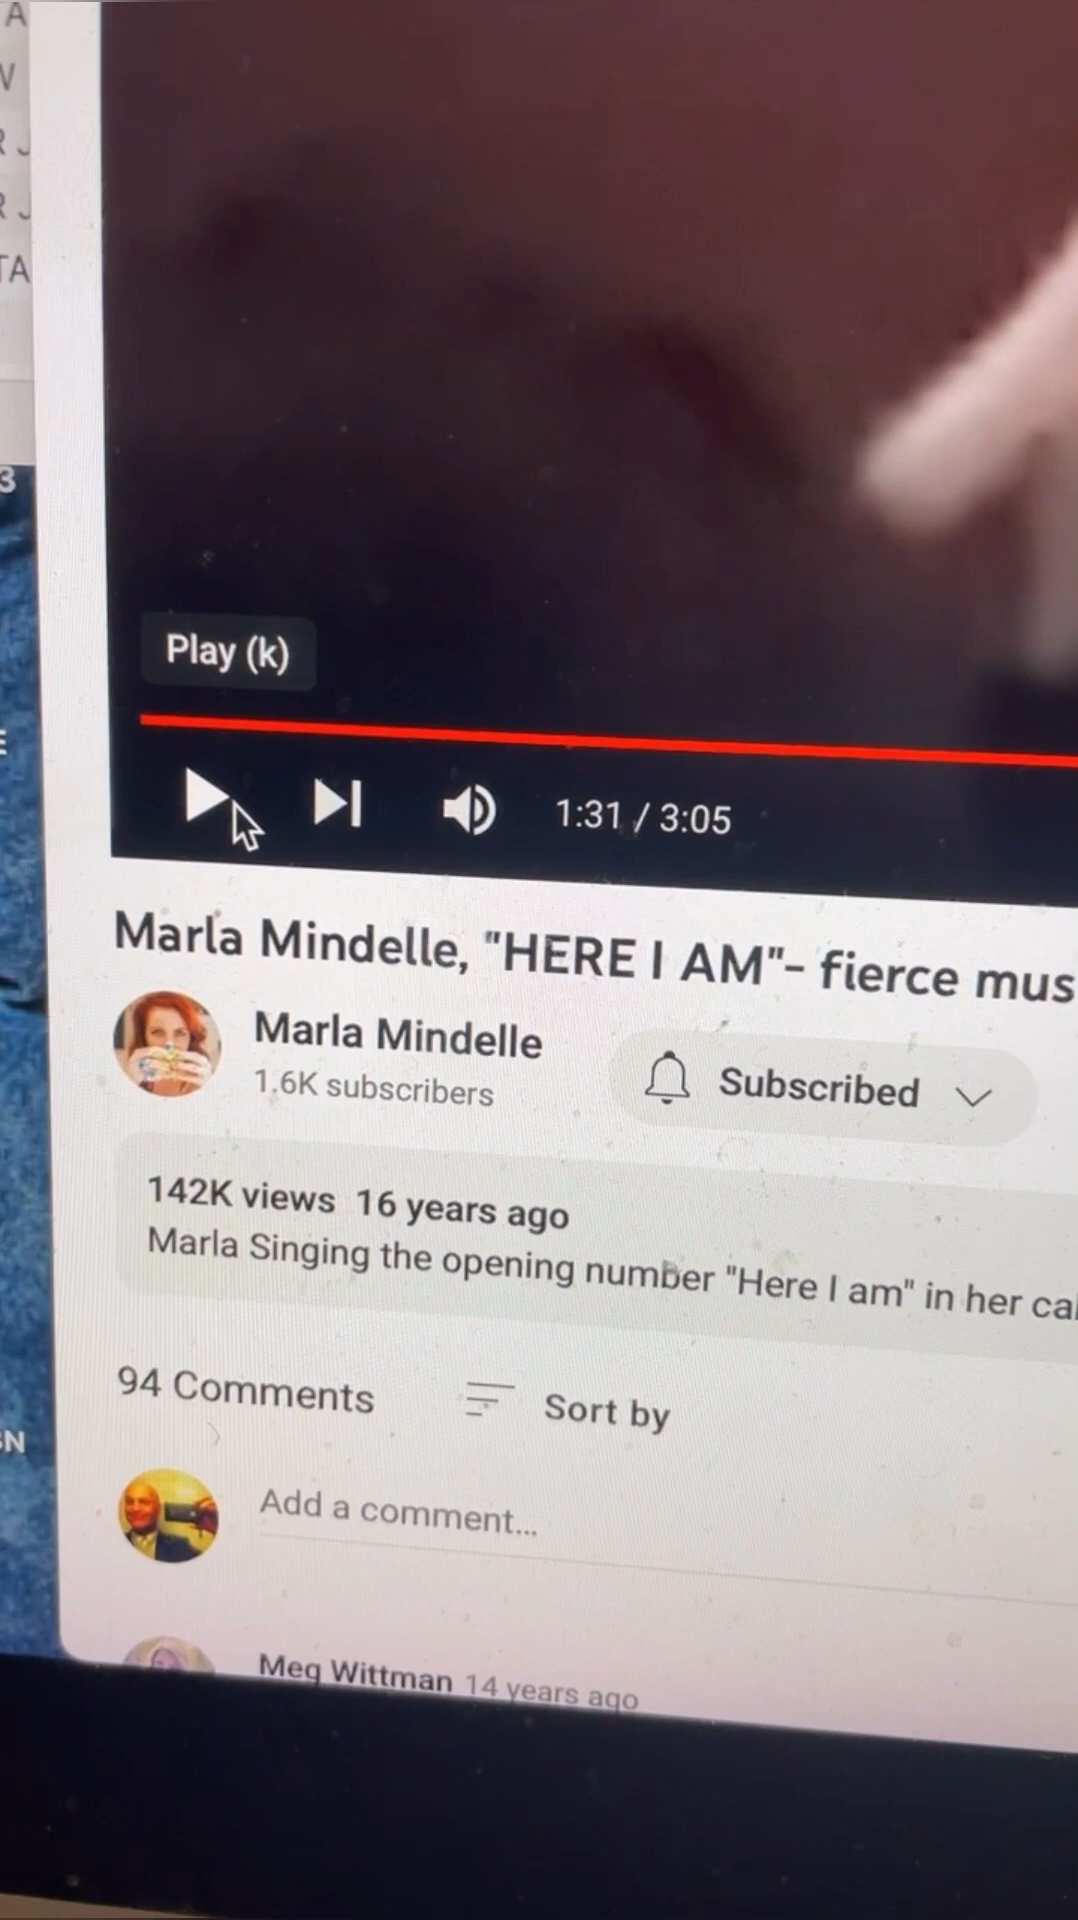 A
W
R J
R J
TA
3
Play (k)
1:31 / 3:05
Marla Mindelle, "HERE I AM"- fierce mus
Marla Mindelle
1.6K subscribers
Subscribed
142K views 16 years ago
Marla Singing the opening number "Here I am" in her ca
94 Comments
Sort by
Add a comment...
Meg Wittman 14 years ago